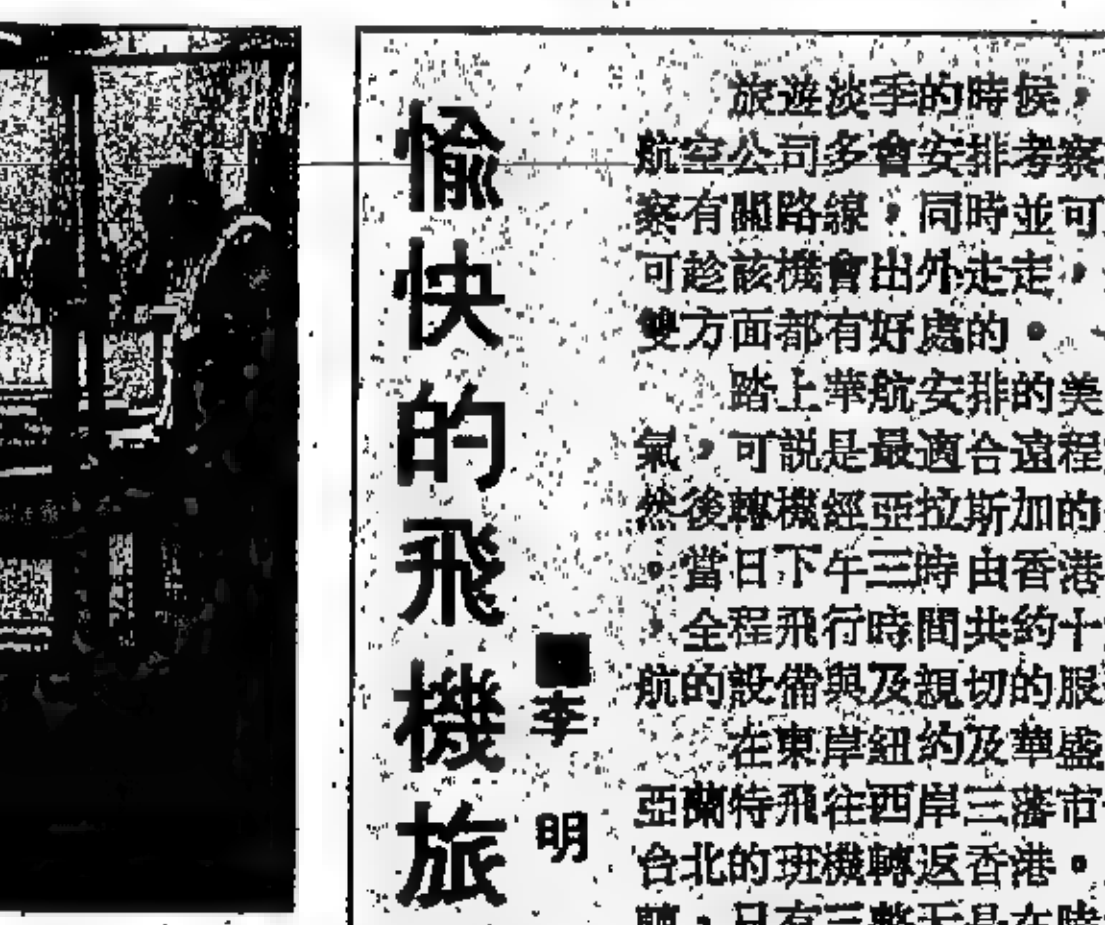 愉快的飛機旅
李明
旅遊淡季的時候，
航空公司多會安排考察
察有關路線，同時並可
可趁該機會出外走走，
雙方面都有好處的。
踏上華航安排的美
氣，可説是最適合遠程
然後轉機經亞拉斯加的
。當日下午三時由香港
，全程飛行時間共約十
航的設備與及親切的服
在東岸紐約及華盛
亞蘭特飛往西岸三藩市
台北的班機轉返香港。